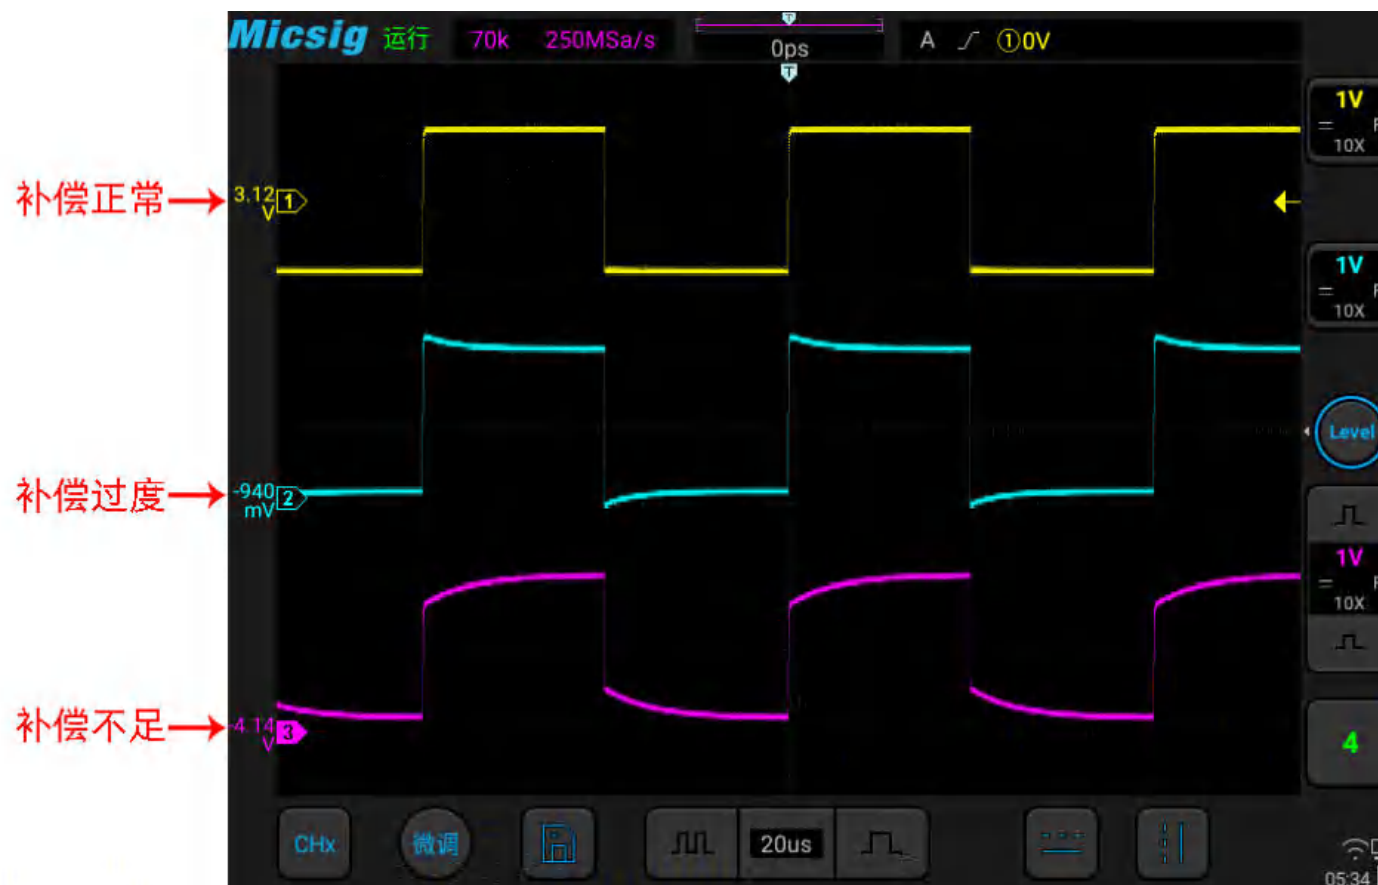 Micsig 运行 70k 250MSa/s 0ps A ①0V
T
T
1V
10X
补偿正常
3.12
V
1
1V
10X
Level
补偿过度
-940
mV
2
1V
10X
补偿不足
-4.14
V
3
4
CHx 微调 20us
05:34